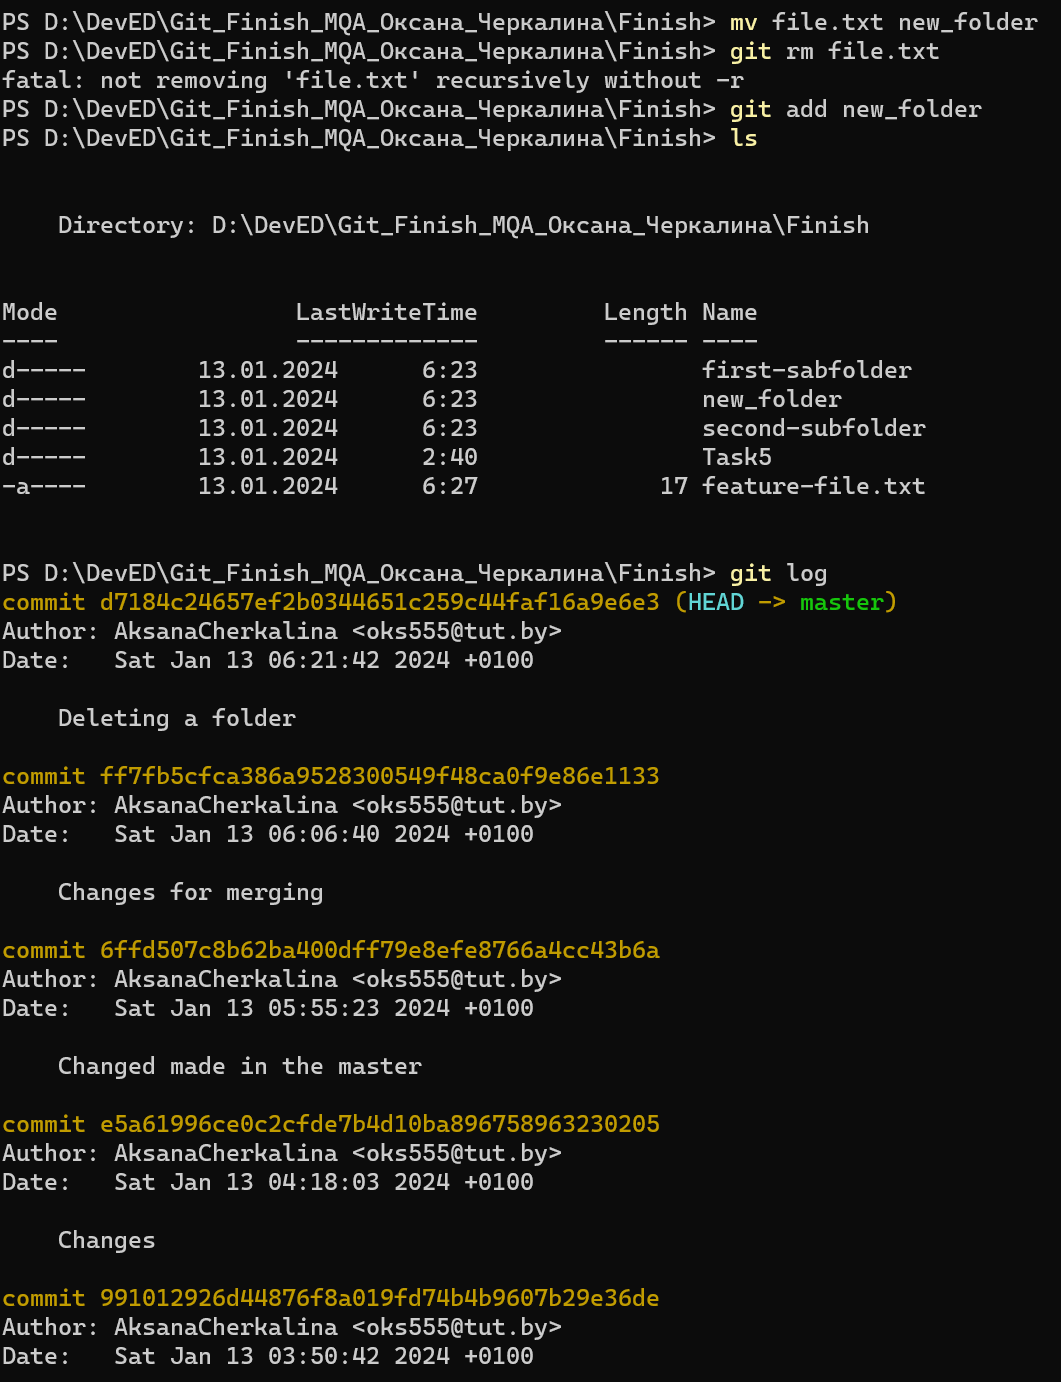 PS D:\DevED\Git_Finish_MQA_Оксана_Черкалина\Finish> mv file.txt new_folder
PS D:\DevED\Git_Finish_MQA_Оксана_Черкалина\Finish> git rm file.txt
fatal: not removing 'file.txt' recursively without -r
PS D:\DevED\Git_Finish_MQA_Оксана_Черкалина\Finish> git add new_folder
PS D:\DevED\Git_Finish_MQA_Оксана_Черкалина\Finish> ls
Directory: D:\DevED\Git_Finish_MQA_Оксана_Черкалина\Finish
Mode                 LastWriteTime         Length Name
----                 -------------         ------ ----
d-----        13.01.2024      6:23                first-sabfolder
d-----        13.01.2024      6:23                new_folder
d-----        13.01.2024      6:23                second-subfolder
d-----        13.01.2024      2:40                Task5
-a----        13.01.2024      6:27             17 feature-file.txt
PS D:\DevED\Git_Finish_MQA_Оксана_Черкалина\Finish> git log
commit d7184c24657ef2b0344651c259c44faf16a9e6e3 (HEAD -> master)
Author: AksanaCherkalina <oks555@tut.by>
Date:   Sat Jan 13 06:21:42 2024 +0100
Deleting a folder
commit ff7fb5cfca386a9528300549f48ca0f9e86e1133
Author: AksanaCherkalina <oks555@tut.by>
Date:   Sat Jan 13 06:06:40 2024 +0100
Changes for merging
commit 6ffd507c8b62ba400dff79e8efe8766a4cc43b6a
Author: AksanaCherkalina <oks555@tut.by>
Date:   Sat Jan 13 05:55:23 2024 +0100
Changed made in the master
commit e5a61996ce0c2cfde7b4d10ba896758963230205
Author: AksanaCherkalina <oks555@tut.by>
Date:   Sat Jan 13 04:18:03 2024 +0100
Changes
commit 991012926d44876f8a019fd74b4b9607b29e36de
Author: AksanaCherkalina <oks555@tut.by>
Date:   Sat Jan 13 03:50:42 2024 +0100